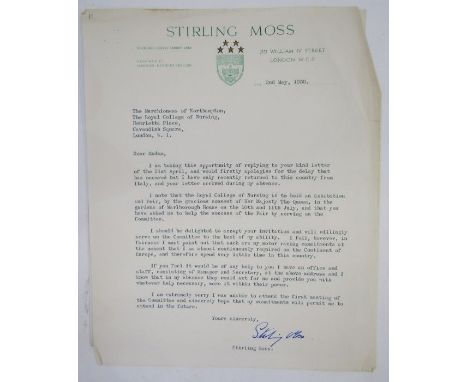 STIRLING MOSS
WILLIAM IV STREET
LONDON W.C.2
2nd May, 1958.
The Marchioness of Northampton,
The Royal College of Nursing,
Henrietta Place,
Cavendish Square,
London, W. 1.
Dear Madam,
I am taking this opportunity of replying to your kind letter
of the 21st April, and would firstly apologise for the delay that
has occured but I have only recently returned to this country from
Italy, and your letter arrived during my absence.
I note that the Royal College of Nursing is to hold an Exhibition
and Fair, by the gracious consent of Her Majesty The Queen, in the
gardens of Marlborough House on the 10th and 11th July, and that you
have asked me to help the success of the Fair by serving on the
Committee.
I should be delighted to accept your invitation and will willingly
serve on the Committee to the best of my ability. I feel, however, in
fairness I must point out that such are my motor racing commitments at
the moment that I am almost continuously required on the Continent of
Europe, and therefore spend very little time in this country.
If you feel it would be of any help to you I have an office and
staff, consisting of Manager and Secretary, at the above address and I
know that in my absence they would act for me and provide you with
whatever help necessary, were it within their power.
I am extremely sorry I was unable to attend the first meeting of
the Committee and sincerely hope that my commitments will permit me to
attend in the future.
Yours sincerely,
Stirling Moss
Stirling Moss.